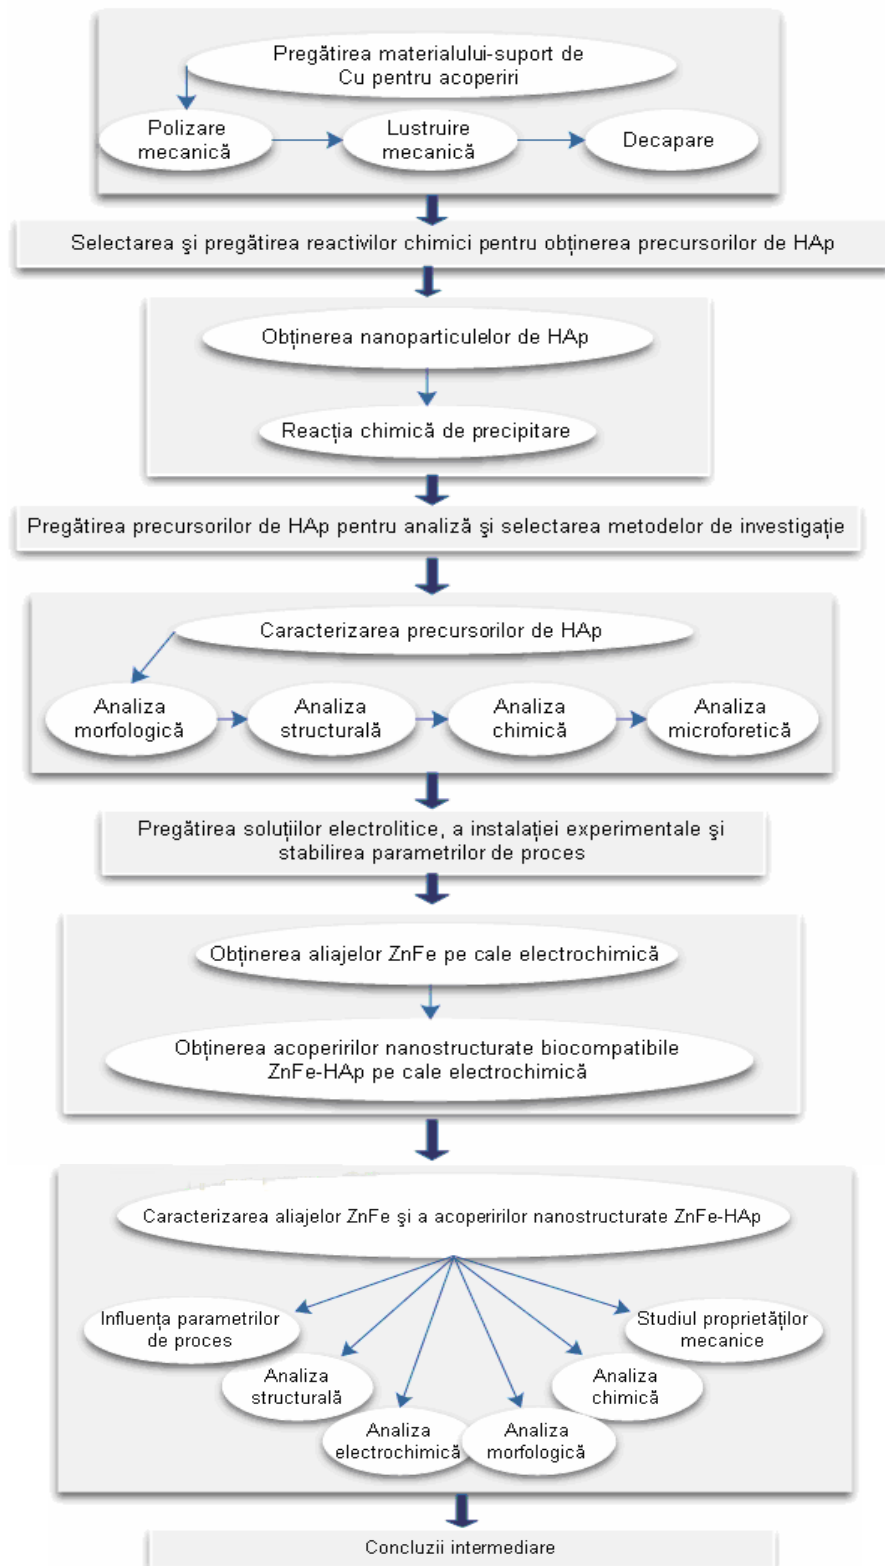 Pregătirea materialului-suport de
Cu pentru acoperiri
Polizare
mecanică
Lustruire
mecanică
Decapare
Selectarea şi pregătirea reactivilor chimici pentru obţinerea precursorilor de HAp
Obţinerea nanoparticulelor de HAp
Reacţia chimică de precipitare
Pregătirea precursorilor de HAp pentru analiză şi selectarea metodelor de investigaţie
Caracterizarea precursorilor de HAp
Analiza
morfologică
Analiza
structurală
Analiza
chimică
Analiza
microforetică
Pregătirea soluţiilor electrolitice, a instalaţiei experimentale şi
stabilirea parametrilor de proces
Obţinerea aliajelor ZnFe pe cale electrochimică
Obţinerea acoperirilor nanostructurate biocompatibile
ZnFe-HAp pe cale electrochimică
Caracterizarea aliajelor ZnFe şi a acoperirilor nanostructurate ZnFe-HAp
Influenţa parametrilor
de proces
Analiza
structurală
Analiza
electrochimică
Analiza
morfologică
Analiza
chimică
Studiul proprietăţilor
mecanice
Concluzii intermediare